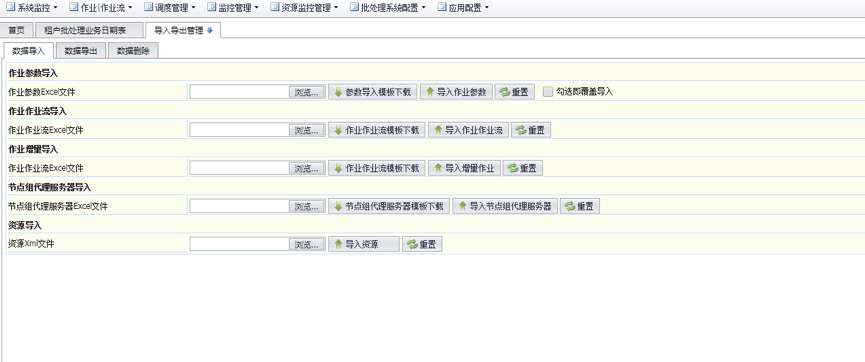 系统监控 作业|作业流 调度管理 监控管理 资源监控管理 批处理系统配置 应用配置
首页 租户批处理业务日期表 导入导出管理
数据导入 数据导出 数据删除
作业参数导入
作业参数Excel文件 浏览... 参数导入模板下载 导入作业参数 重置 勾选即覆盖导入
作业作业流导入
作业作业流Excel文件 浏览... 作业作业流模板下载 导入作业作业流 重置
作业增量导入
作业作业流Excel文件 浏览... 作业作业流模板下载 导入增量作业 重置
节点组代理服务器导入
节点组代理服务器Excel文件 浏览... 节点组代理服务器模板下载 导入节点组代理服务器 重置
资源导入
资源Xml文件 浏览... 导入资源 重置